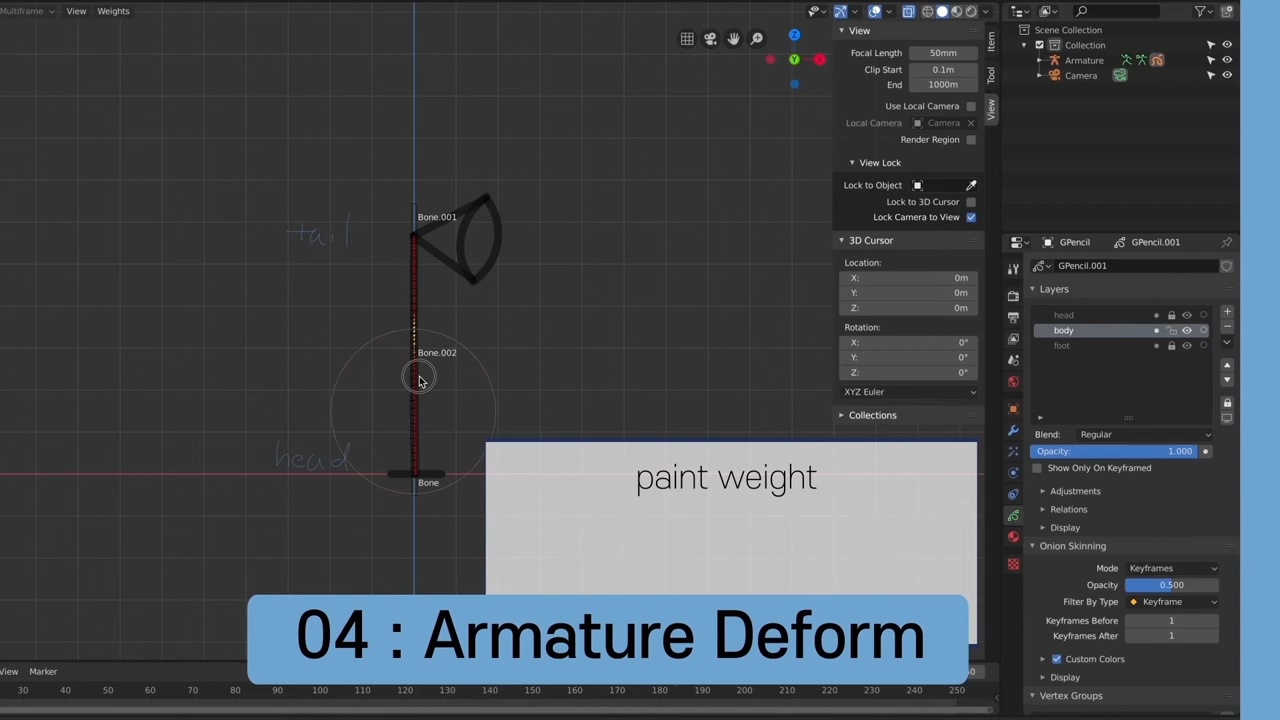 View Weights
tail
head
Bone.001
Bone.002
Bone
Z
Y
X
View
Focal Length 50mm
Clip Start 0.1m
End 1000m
Use Local Camera
Local Camera Camera
Render Region
View Lock
Lock to Object
Lock to 3D Cursor
Lock Camera to View
3D Cursor
Location:
X: 0m
Y: 0m
Z: 0m
Rotation:
X: 0°
Y: 0°
Z: 0°
XYZ Euler
Collections
Item
Tool
View
Scene Collection
Collection
Armature
Camera
GPencil GPencil.001
GPencil.001
Layers
head
body
foot
Blend: Regular
Opacity: 1.000
Show Only On Keyframed
Adjustments
Relations
Display
Onion Skinning
Mode Keyframes
Opacity 0.500
Filter By Type Keyframe
Keyframes Before 1
Keyframes After 1
Custom Colors
Display
Vertex Groups
paint weight
04 : Armature Deform
View Marker
30 40 50 60 70 80 90 100 110 120 130 140 150 160 170 180 190 200 210 220 230 240 250